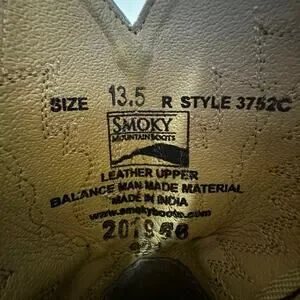 SIZE 13.5 R STYLE 3752C
SMOKY
MOUNTAIN BOOTS
LEATHER UPPER
BALANCE MAN MADE MATERIAL
MADE IN INDIA
www.smokyboots.com